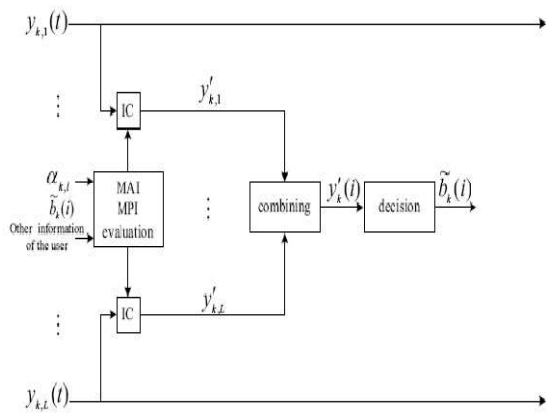 y_{k,1}(t)
IC
y'_{k,1}
α_{k,i}
b̃_k(i)
Other information
of the user
MAI
MPI
evaluation
combining
y'_k(i)
decision
b̃_k(i)
IC
y'_{k,L}
y_{k,L}(t)